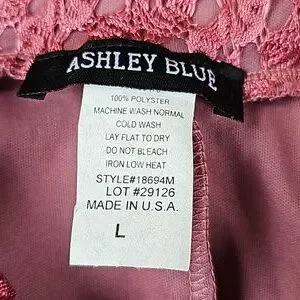 ASHLEY BLUE
100% POLYSTER
MACHINE WASH NORMAL
COLD WASH
LAY FLAT TO DRY
DO NOT BLEACH
IRON LOW HEAT
STYLE#18694M
LOT #29126
MADE IN U.S.A.
L